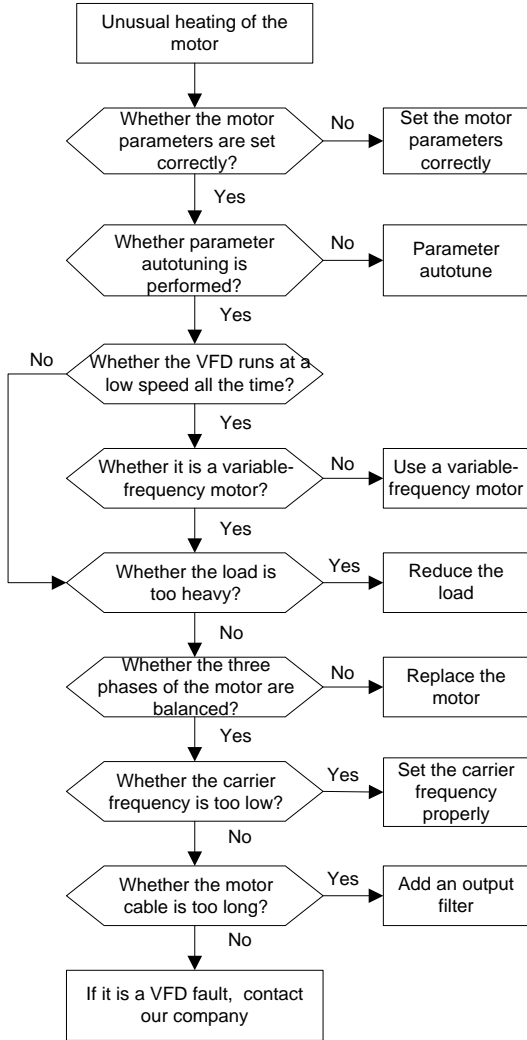 Unusual heating of the
motor
Whether the motor
parameters are set
correctly?
No
Set the motor
parameters
correctly
Yes
Whether parameter
autotuning is
performed?
No
Parameter
autotune
Yes
No
Whether the VFD runs at a
low speed all the time?
Yes
Whether it is a variable-
frequency motor?
No
Use a variable-
frequency motor
Yes
Whether the load is
too heavy?
Yes
Reduce the
load
No
Whether the three
phases of the motor are
balanced?
No
Replace the
motor
Yes
Whether the carrier
frequency is too low?
Yes
Set the carrier
frequency
properly
No
Whether the motor
cable is too long?
Yes
Add an output
filter
No
If it is a VFD fault, contact
our company